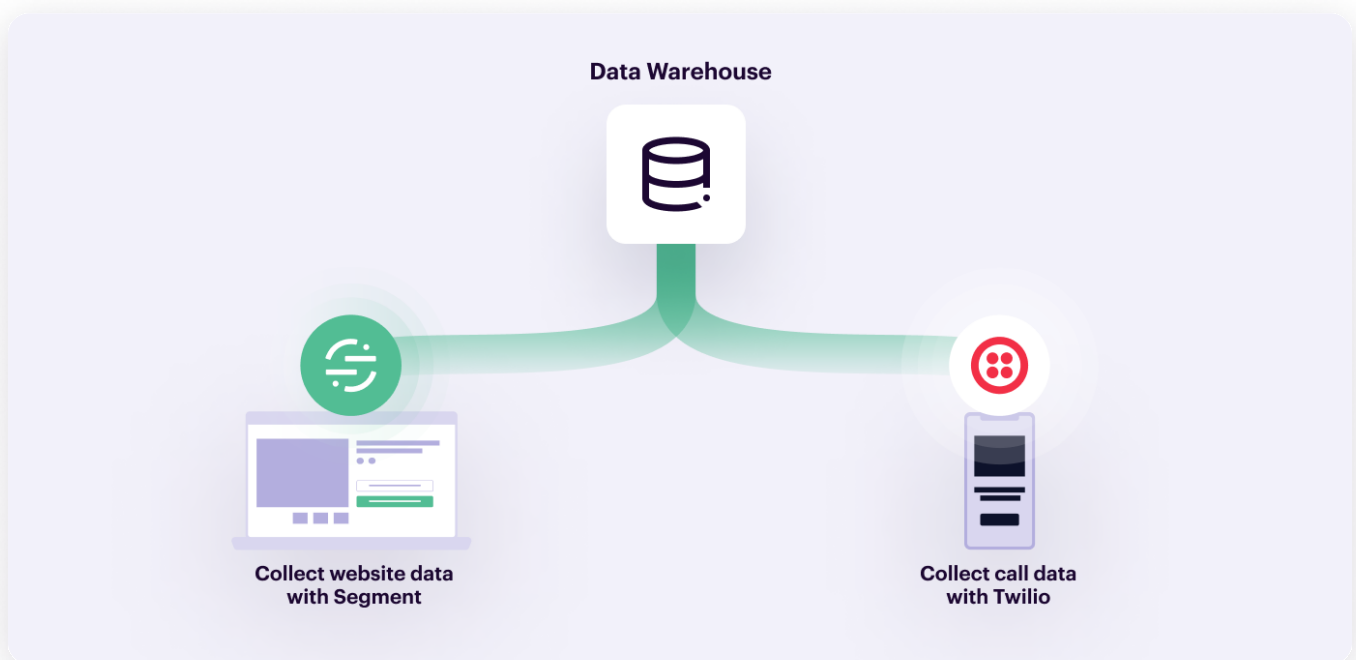 Data Warehouse
Collect website data
with Segment
Collect call data
with Twilio